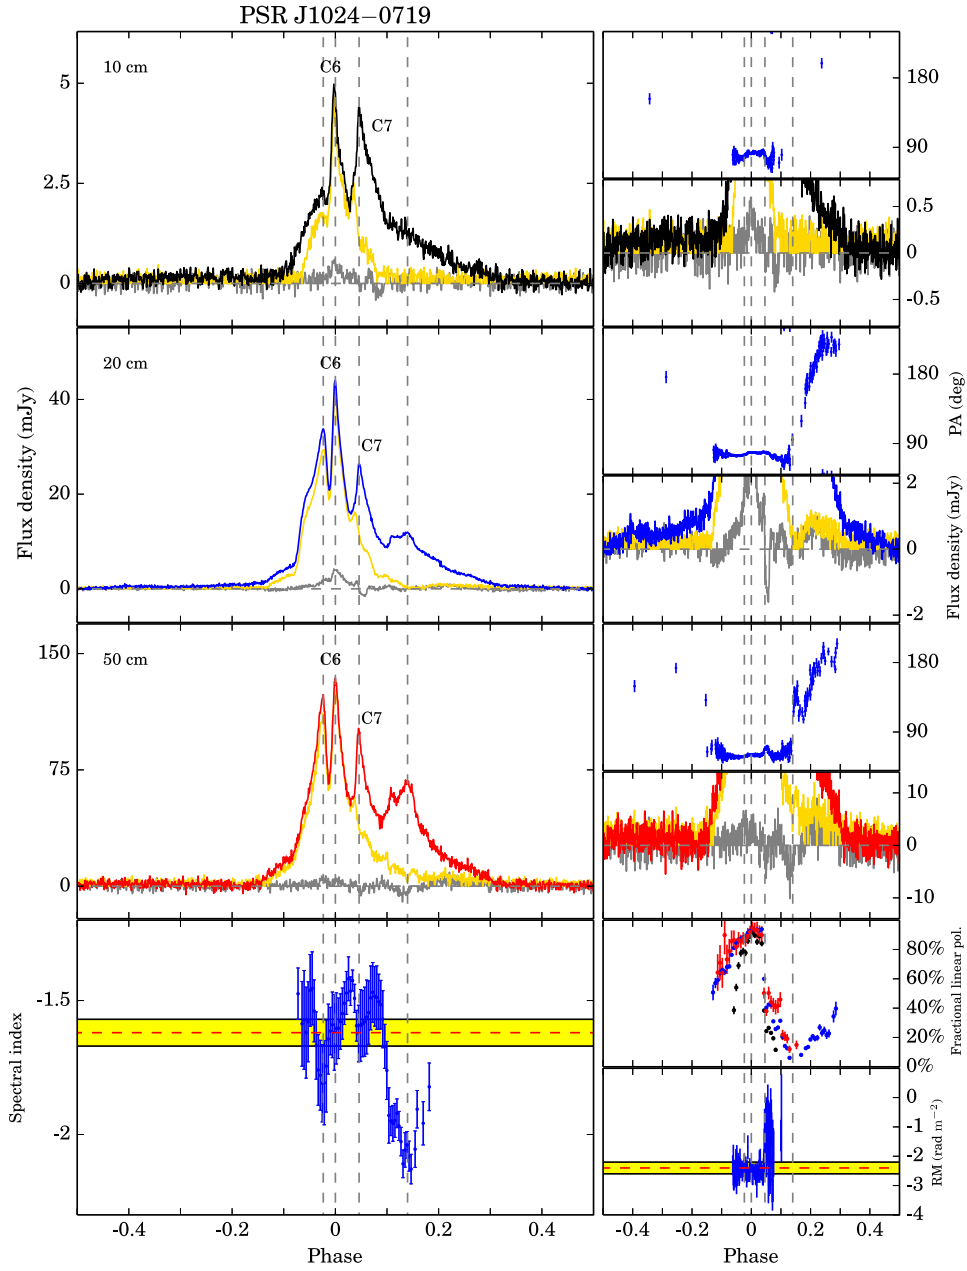 PSR J1024−0719
10 cm
C6
C7
5
2.5
0
180
90
0.5
0
-0.5
20 cm
C6
C7
40
20
0
Flux density (mJy)
180
90
PA (deg)
2
0
-2
Flux density (mJy)
50 cm
C6
C7
150
75
0
180
90
10
0
-10
-1.5
-2
Spectral index
80%
60%
40%
20%
0%
Fractional linear pol.
0
-1
-2
-3
-4
RM (rad m−2)
-0.4 -0.2 0 0.2 0.4
Phase
-0.4 -0.2 0 0.2 0.4
Phase